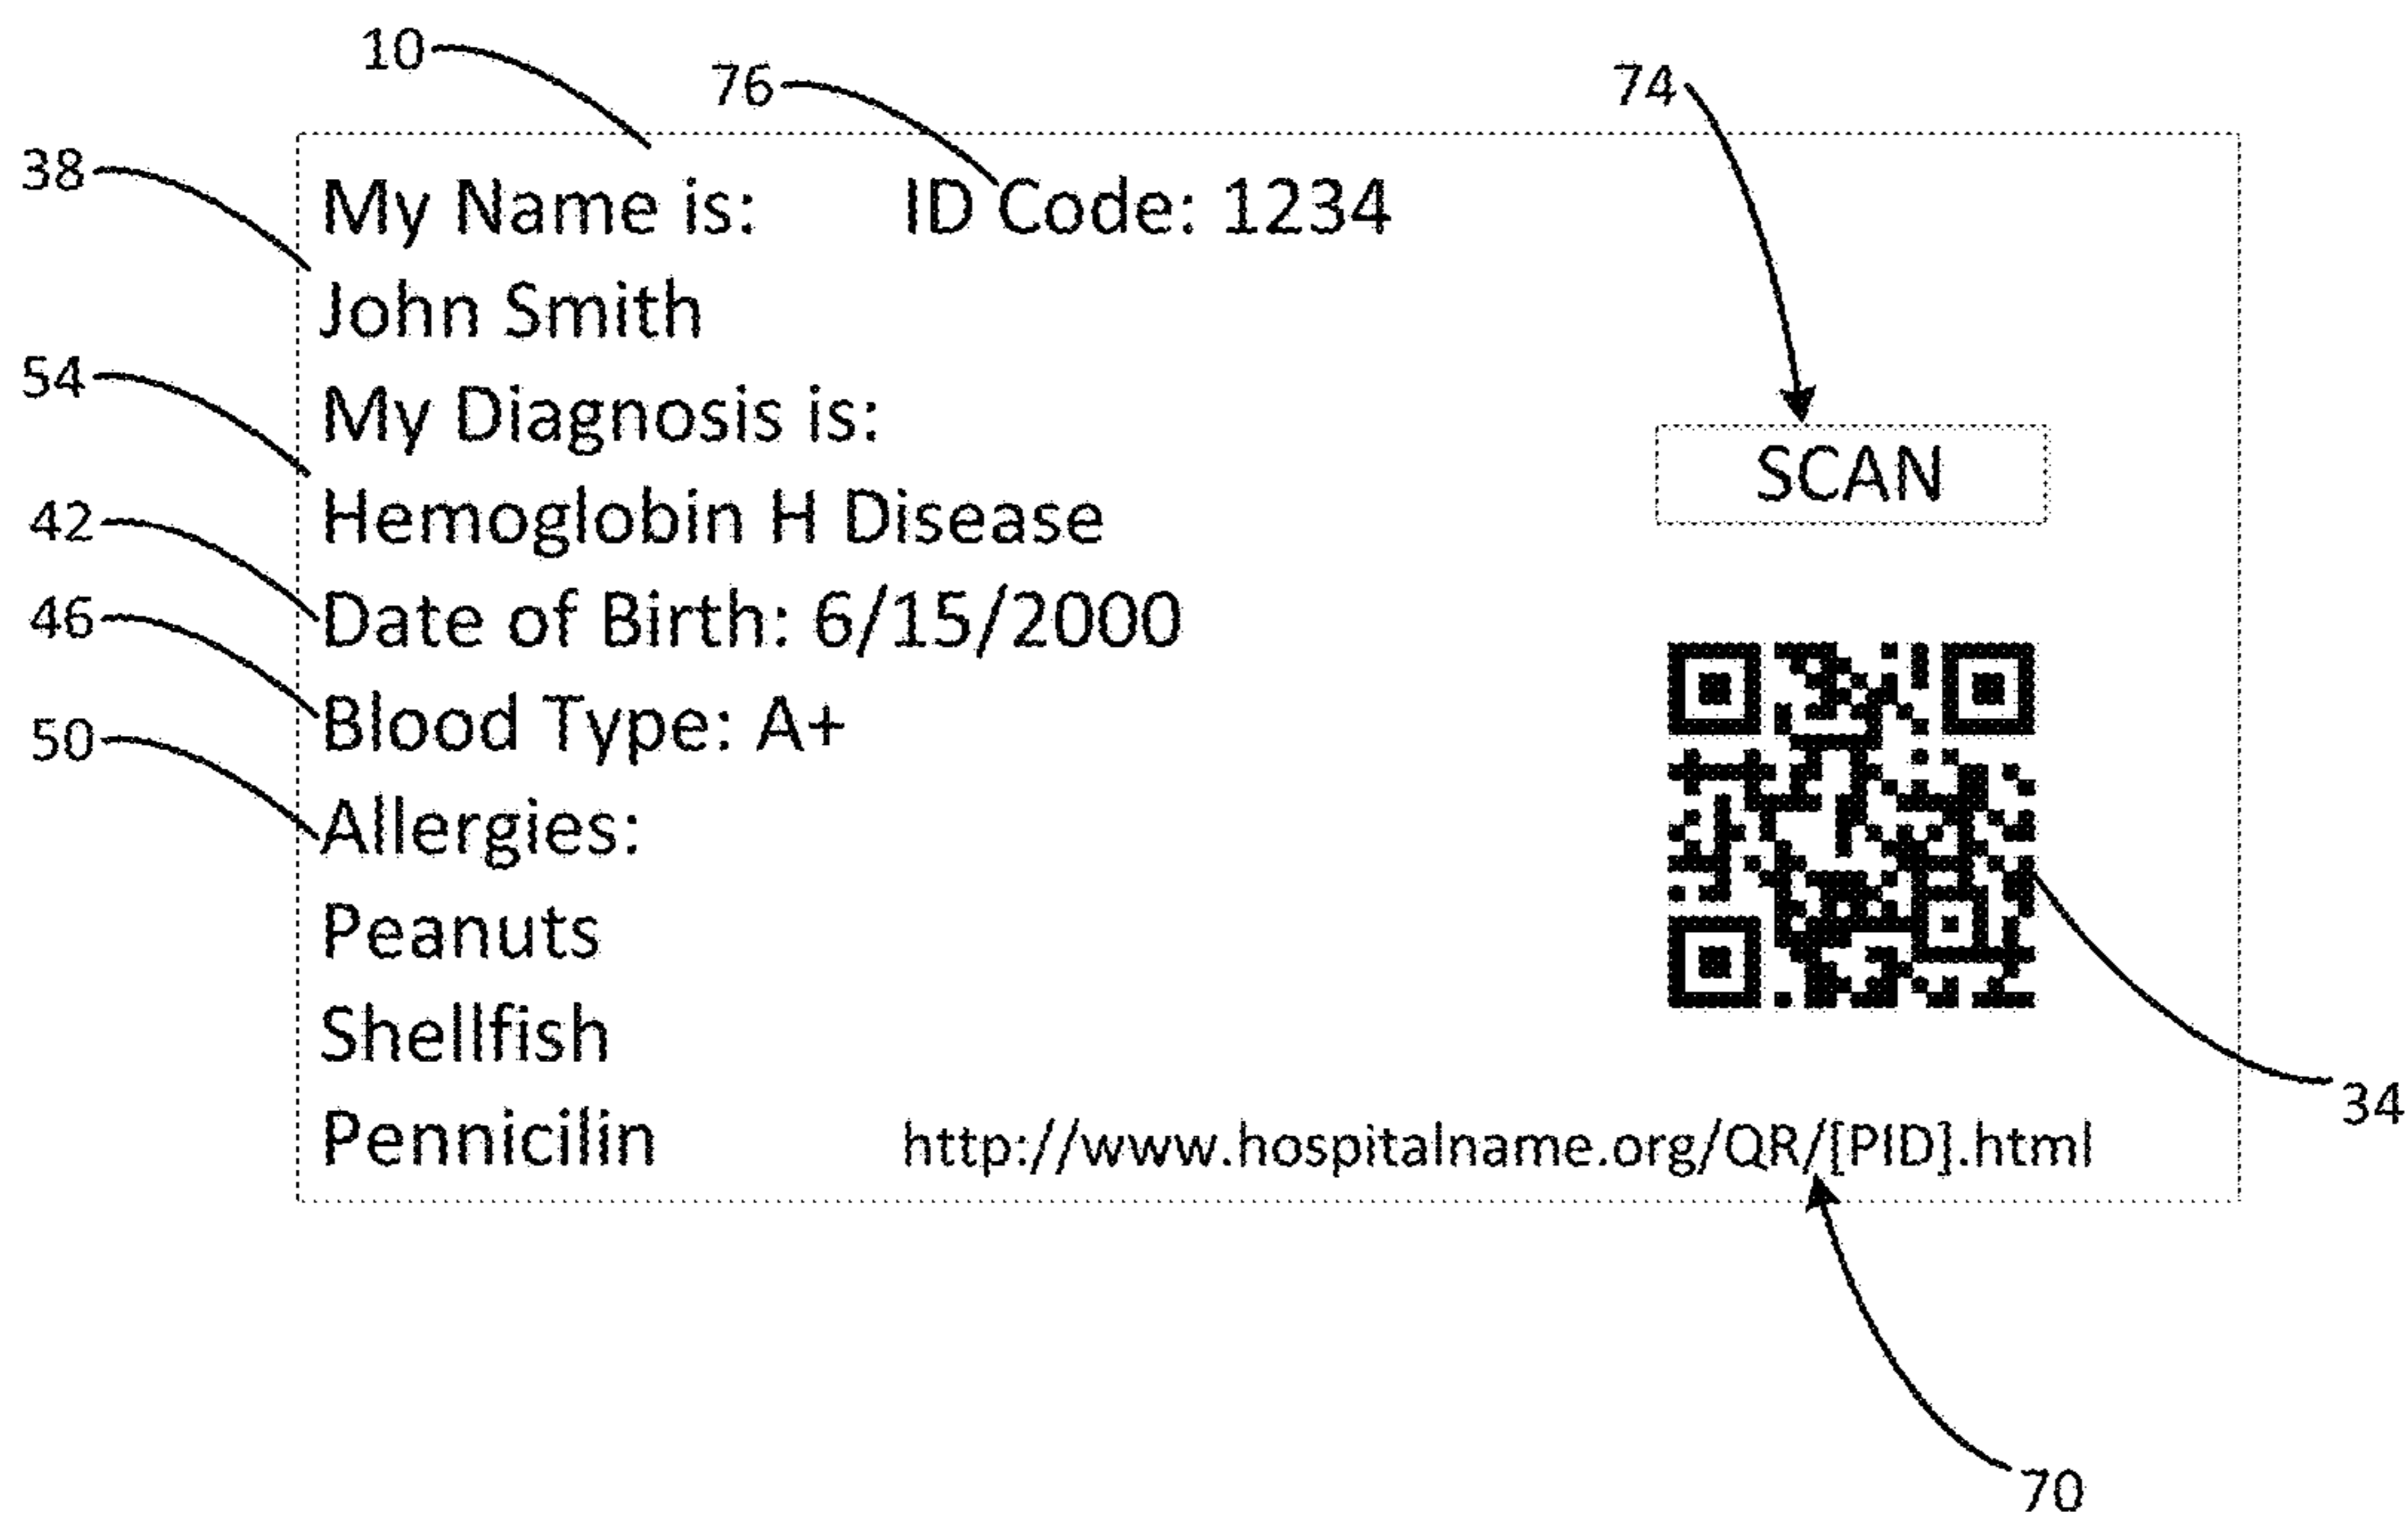 10
76
74
38
My Name is: ID Code: 1234
John Smith
54
My Diagnosis is:
SCAN
Hemoglobin H Disease
42
Date of Birth: 6/15/2000
46
Blood Type: A+
50
Allergies:
Peanuts
Shellfish
34
Pennicilin http://www.hospitalname.org/QR/[PID].html
70